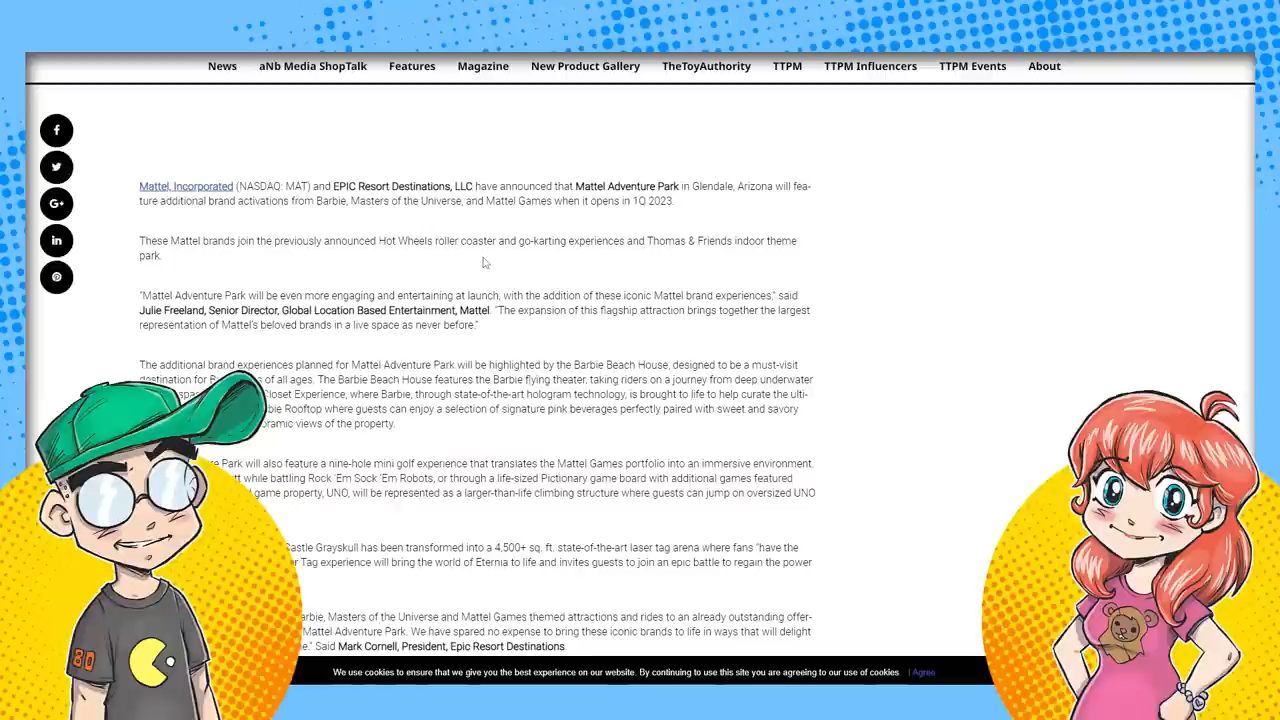 News aNb Media ShopTalk Features Magazine New Product Gallery TheToyAuthority TTPM TTPM Influencers TTPM Events About
Mattel, Incorporated (NASDAQ: MAT) and EPIC Resort Destinations, LLC have announced that Mattel Adventure Park in Glendale, Arizona will fea-
ture additional brand activations from Barbie, Masters of the Universe, and Mattel Games when it opens in 1Q 2023.
These Mattel brands join the previously announced Hot Wheels roller coaster and go-karting experiences and Thomas & Friends indoor theme
park.
“Mattel Adventure Park will be even more engaging and entertaining at launch, with the addition of these iconic Mattel brand experiences,” said
Julie Freeland, Senior Director, Global Location Based Entertainment, Mattel. “The expansion of this flagship attraction brings together the largest
representation of Mattel’s beloved brands in a live space as never before.”
The additional brand experiences planned for Mattel Adventure Park will be highlighted by the Barbie Beach House, designed to be a must-visit
destination for B s of all ages. The Barbie Beach House features the Barbie flying theater, taking riders on a journey from deep underwater
spa Closet Experience, where Barbie, through state-of-the-art hologram technology, is brought to life to help curate the ulti-
bie Rooftop where guests can enjoy a selection of signature pink beverages perfectly paired with sweet and savory
oramic views of the property.
Park will also feature a nine-hole mini golf experience that translates the Mattel Games portfolio into an immersive environment.
tt while battling Rock ’Em Sock ’Em Robots, or through a life-sized Pictionary game board with additional games featured
game property, UNO, will be represented as a larger-than-life climbing structure where guests can jump on oversized UNO
Castle Grayskull has been transformed into a 4,500+ sq. ft. state-of-the-art laser tag arena where fans “have the
r Tag experience will bring the world of Eternia to life and invites guests to join an epic battle to regain the power
arbie, Masters of the Universe and Mattel Games themed attractions and rides to an already outstanding offer-
Mattel Adventure Park. We have spared no expense to bring these iconic brands to life in ways that will delight
e.” Said Mark Cornell, President, Epic Resort Destinations.
We use cookies to ensure that we give you the best experience on our website. By continuing to use this site you are agreeing to our use of cookies. | Agree
80